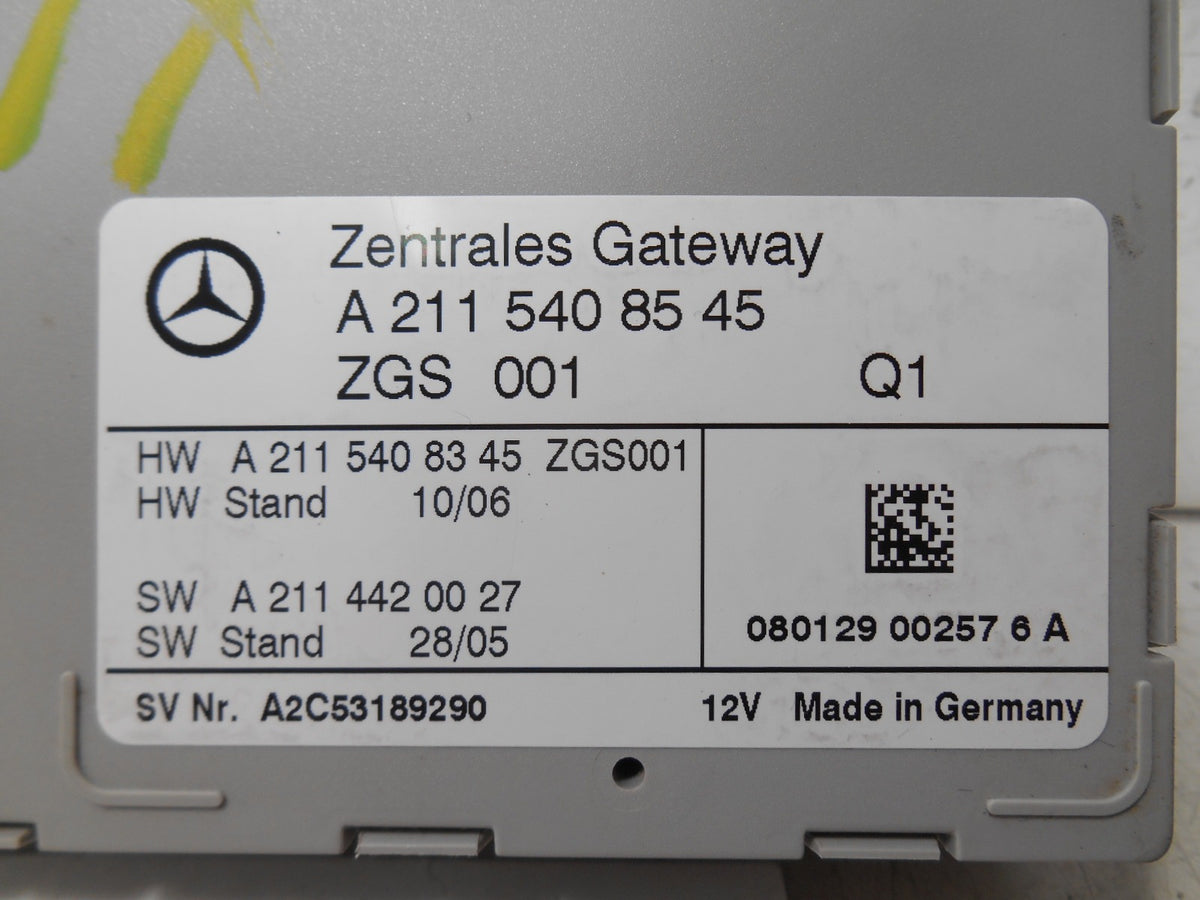 Zentrales Gateway
A 211 540 85 45
ZGS 001 Q1
HW A 211 540 83 45 ZGS001
HW Stand 10/06
SW A 211 442 00 27
SW Stand 28/05
080129 00257 6 A
SV Nr. A2C53189290 12V Made in Germany